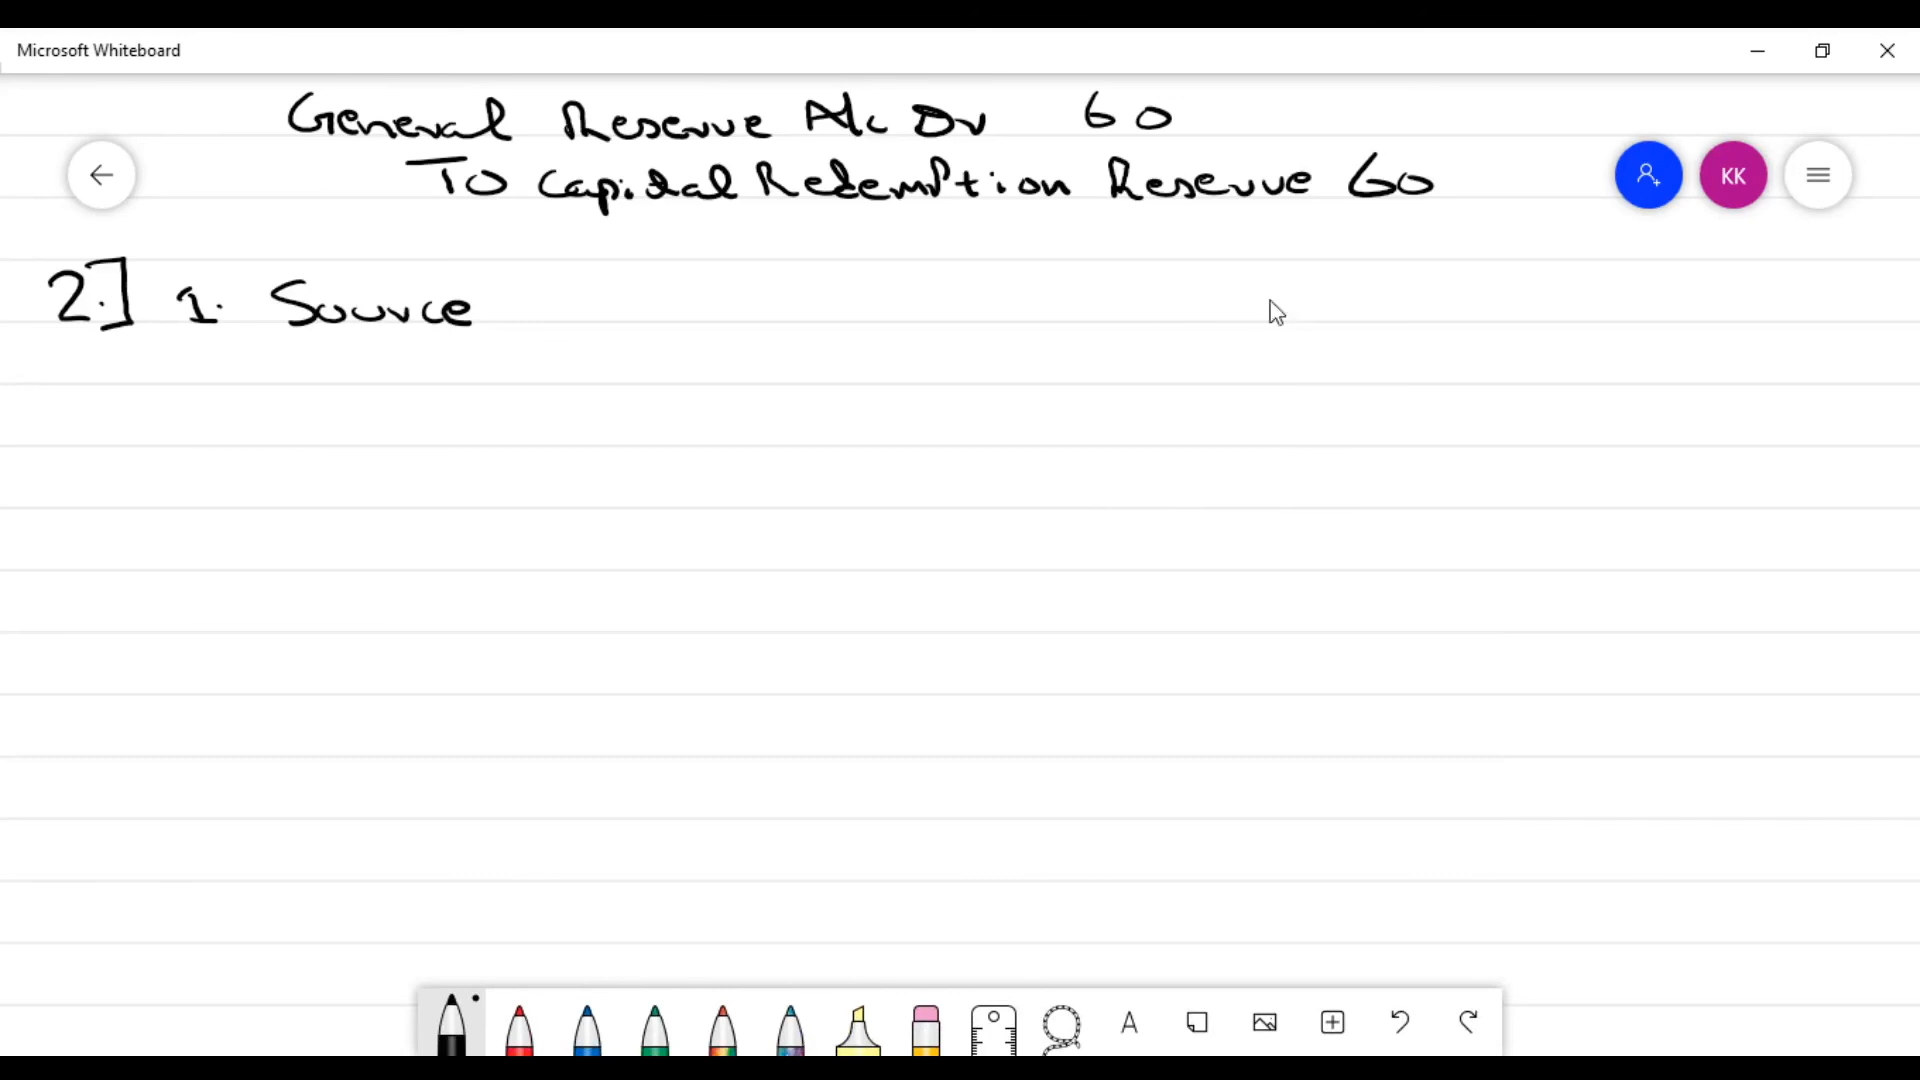 Microsoft Whiteboard
General Reserve A/c Dr 60
To Capital Redemption Reserve 60
KK
2.] 1. Source
A